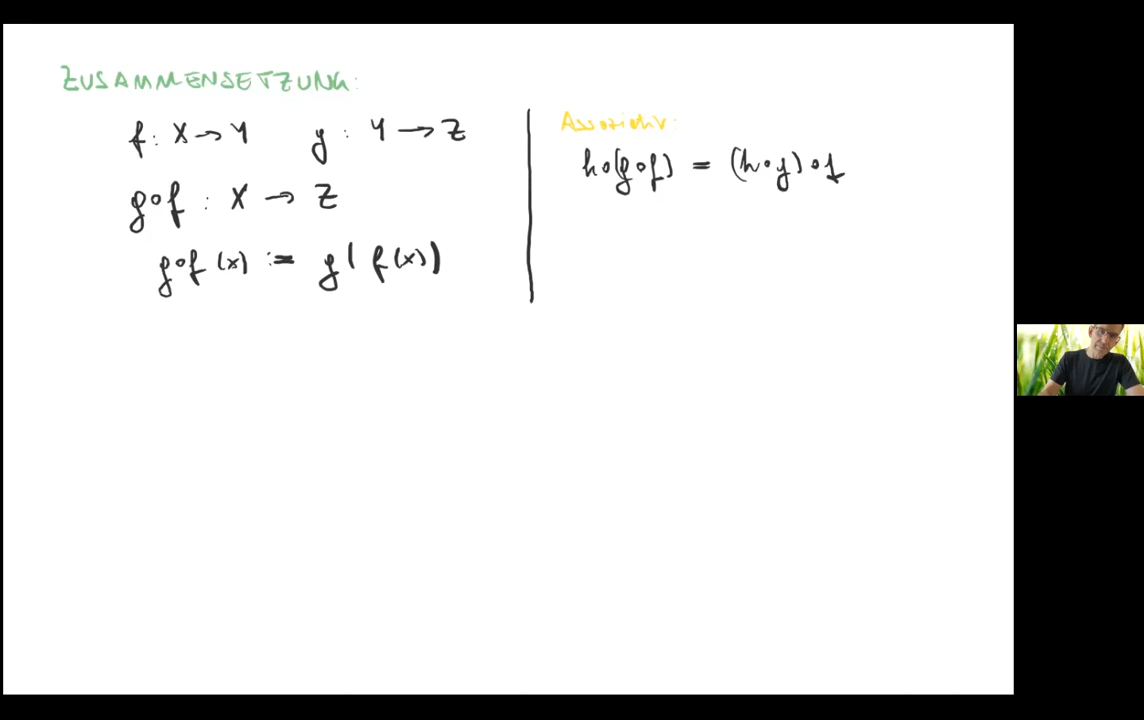 ZUSAMMENSETZUNG:
f: X → Y g: Y → Z
g∘f : X → Z
g∘f (x) := g( f(x))
Assoziativ:
h∘(g∘f) = (h∘g)∘f